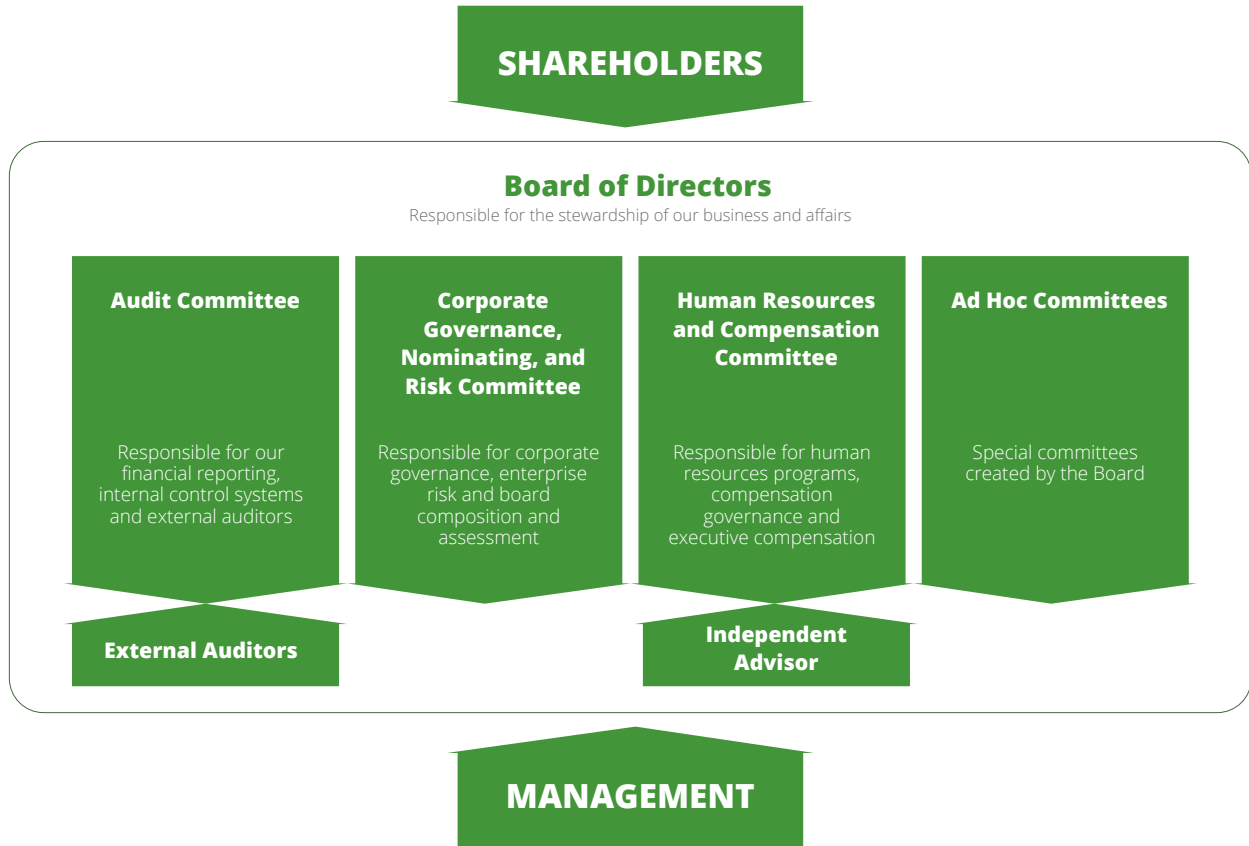 SHAREHOLDERS
Board of Directors
Responsible for the stewardship of our business and affairs
Audit Committee
Responsible for our
financial reporting,
internal control systems
and external auditors
Corporate
Governance,
Nominating, and
Risk Committee
Responsible for corporate
governance, enterprise
risk and board
composition and
assessment
Human Resources
and Compensation
Committee
Responsible for human
resources programs,
compensation
governance and
executive compensation
Ad Hoc Committees
Special committees
created by the Board
External Auditors
Independent
Advisor
MANAGEMENT